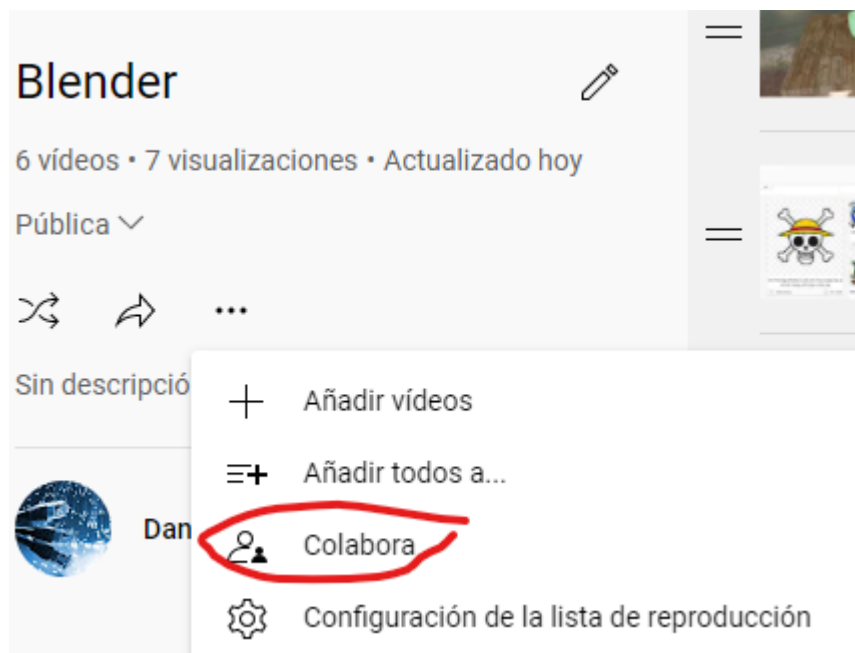 Blender
6 vídeos • 7 visualizaciones • Actualizado hoy
Pública
Sin descripció
Añadir vídeos
Añadir todos a...
Dan
Colabora
Configuración de la lista de reproducción